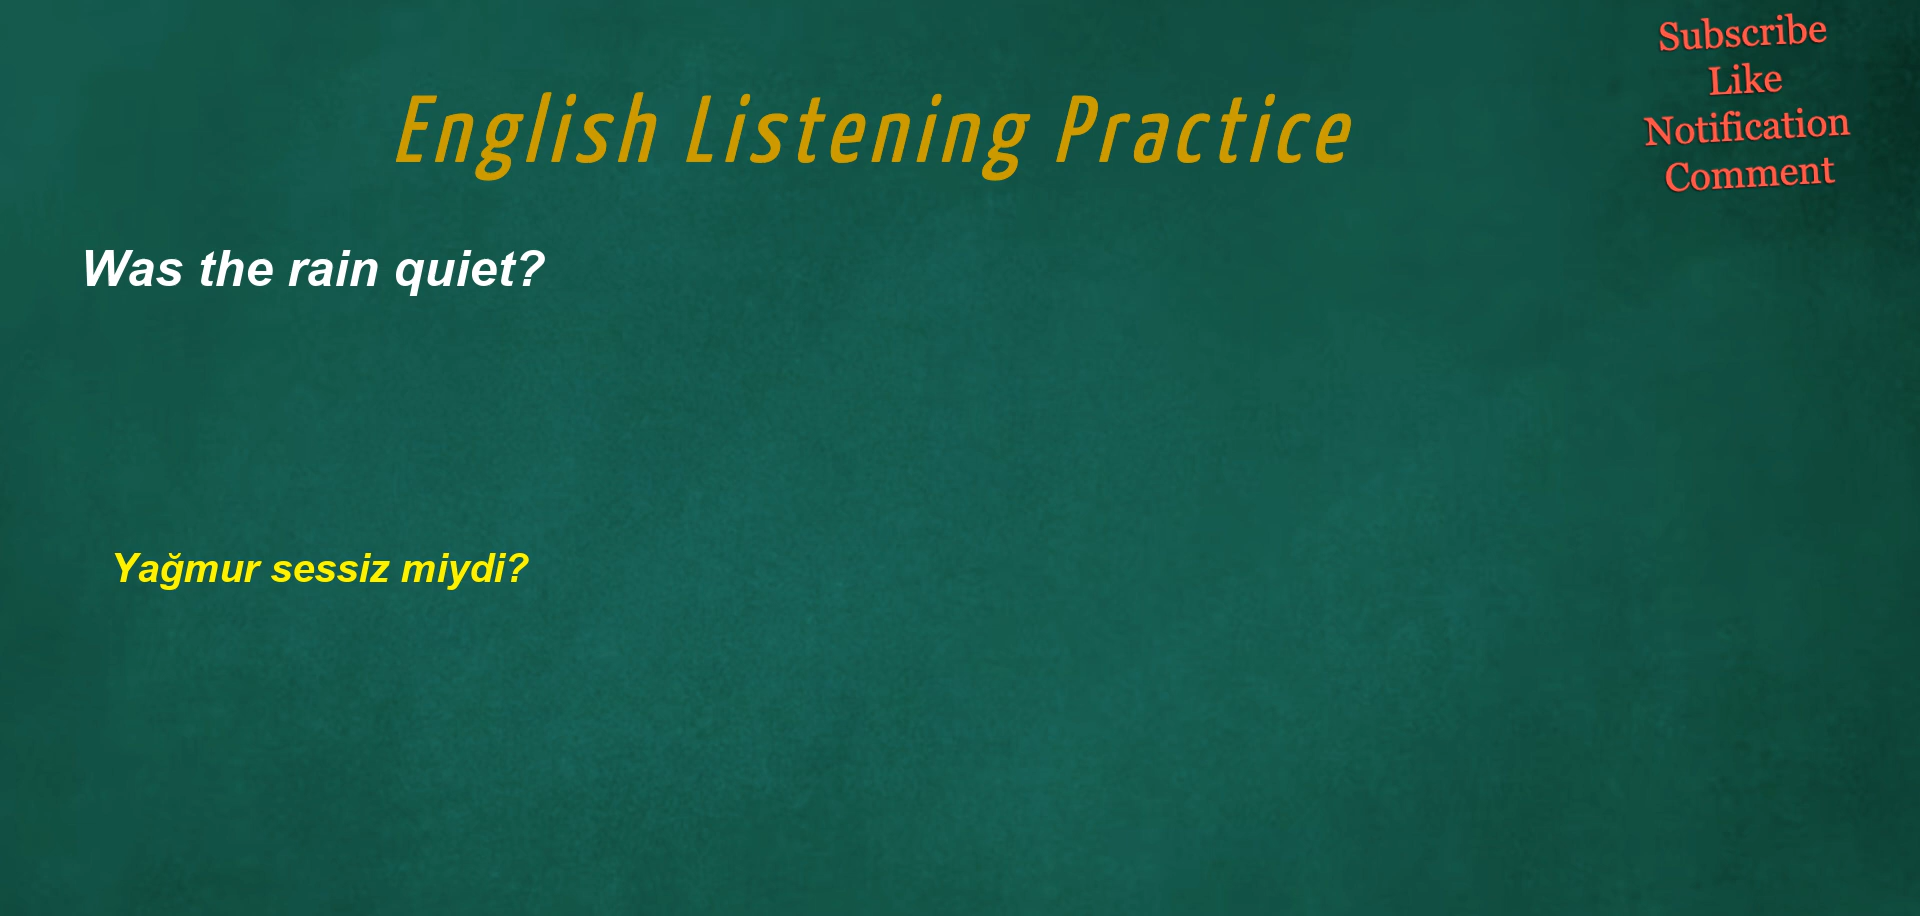 English Listening Practice
Subscribe
Like
Notification
Comment
Was the rain quiet?
Yağmur sessiz miydi?